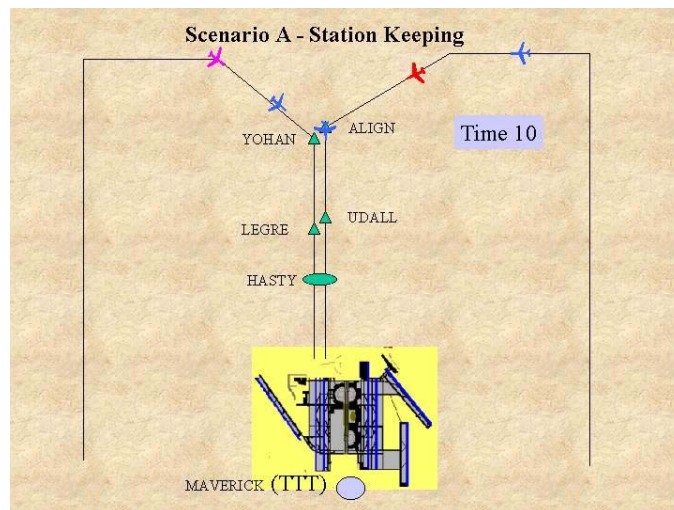 Scenario A - Station Keeping
ALIGN
YOHAN
Time 10
UDALL
LEGRE
HASTY
MAVERICK (TTT)